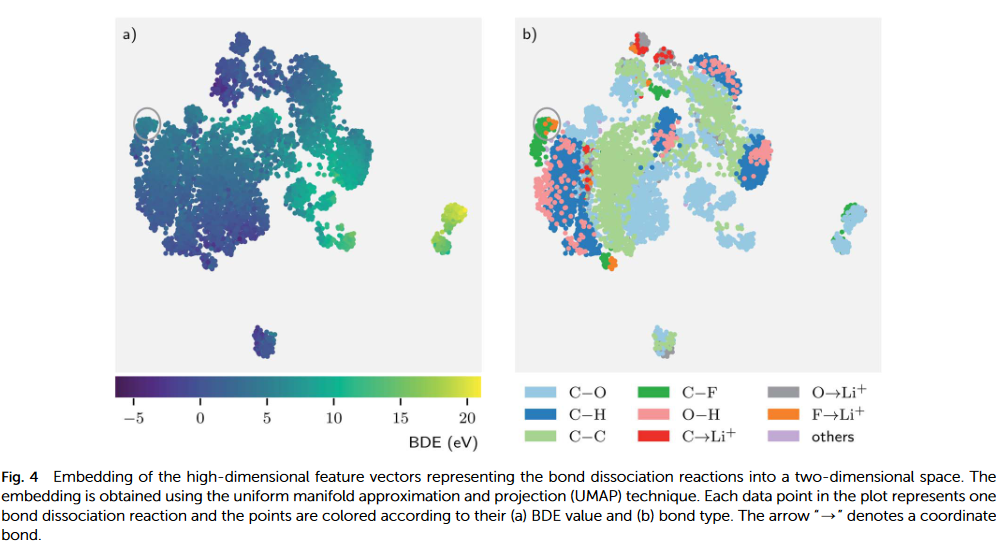 a)
b)
−5 0 5 10 15 20
BDE (eV)
C−O C−F O→Li⁺
C−H O−H F→Li⁺
C−C C→Li⁺ others
Fig. 4 Embedding of the high-dimensional feature vectors representing the bond dissociation reactions into a two-dimensional space. The
embedding is obtained using the uniform manifold approximation and projection (UMAP) technique. Each data point in the plot represents one
bond dissociation reaction and the points are colored according to their (a) BDE value and (b) bond type. The arrow "→" denotes a coordinate
bond.